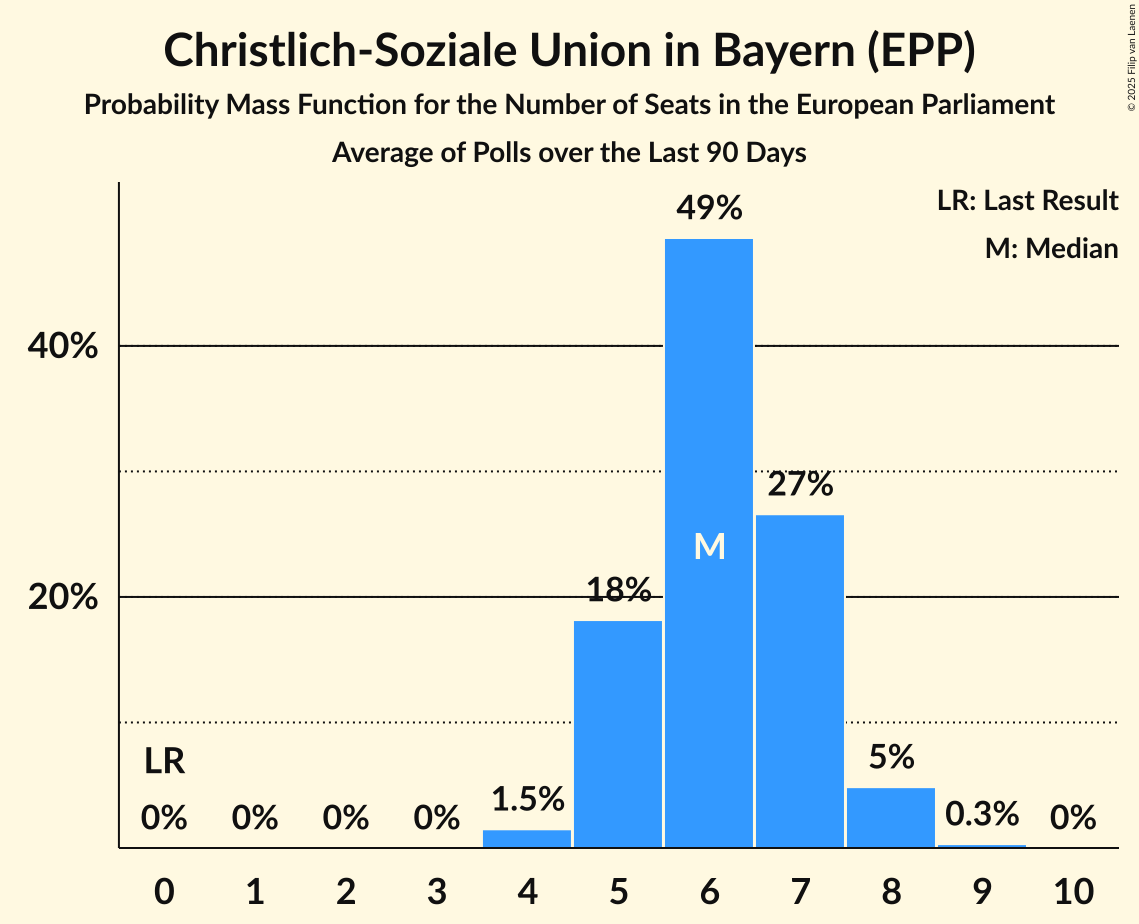 Christlich-Soziale Union in Bayern (EPP)
Probability Mass Function for the Number of Seats in the European Parliament
Average of Polls over the Last 90 Days
© 2025 Filip van Laenen
LR: Last Result
M: Median
49%
40%
27%
M
20%
18%
LR
5%
0%
0%
0%
0%
1.5%
0.3%
0%
0 1 2 3 4 5 6 7 8 9 10